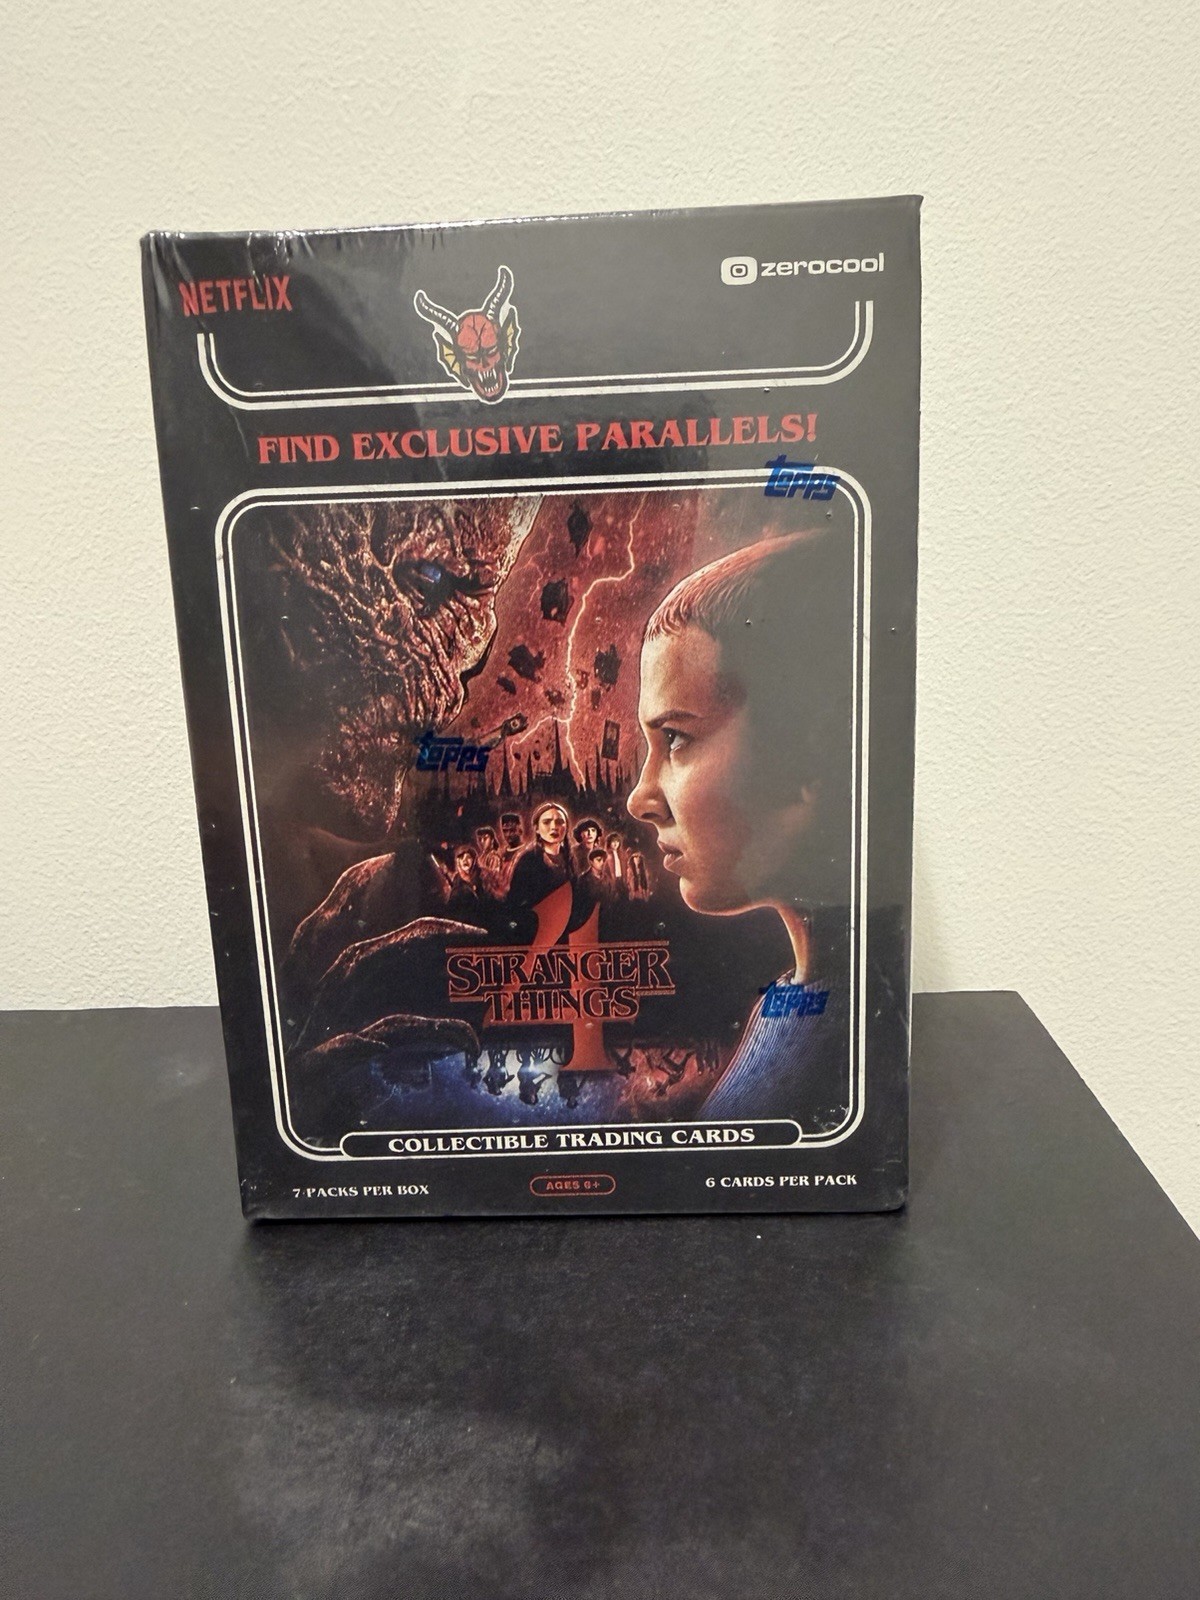 NETFLIX
zerocool
FIND EXCLUSIVE PARALLELS!
Topps
Topps
4
STRANGER
THINGS
Topps
COLLECTIBLE TRADING CARDS
7 PACKS PER BOX
AGES 6+
6 CARDS PER PACK